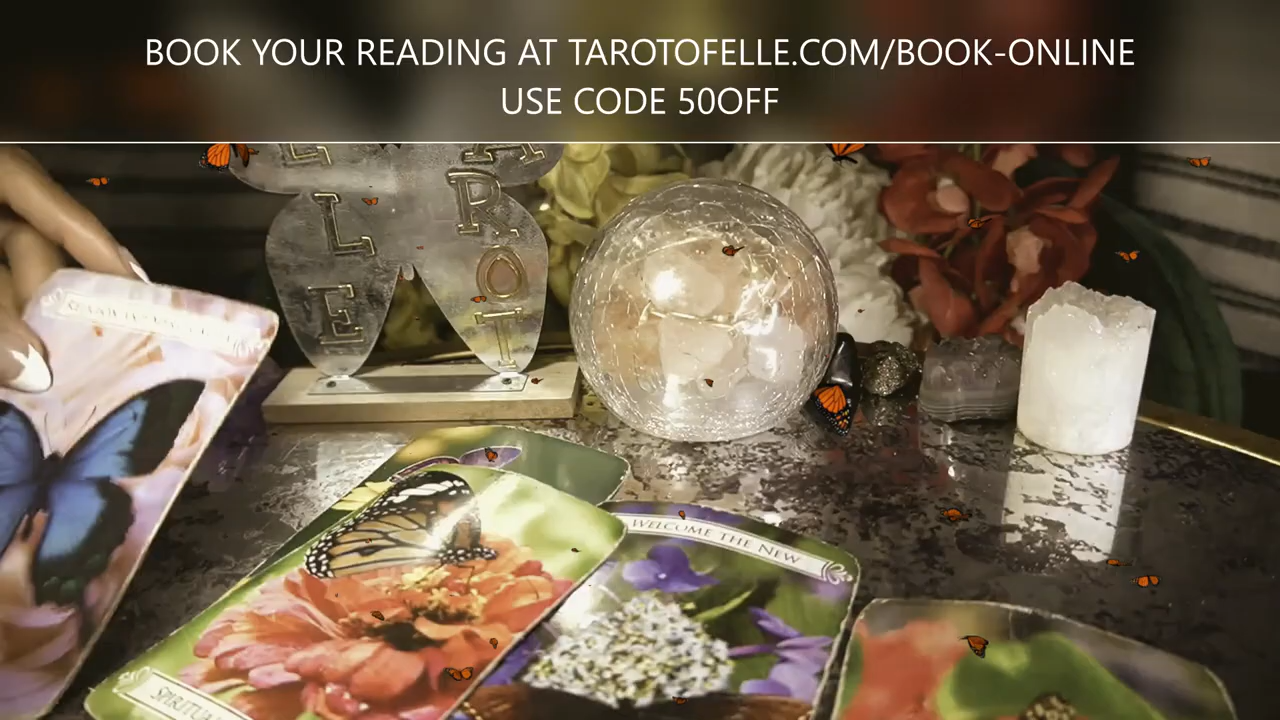 BOOK YOUR READING AT TAROTOFELLE.COM/BOOK-ONLINE
USE CODE 50OFF
L
E
A
R
O
T
WELCOME THE NEW